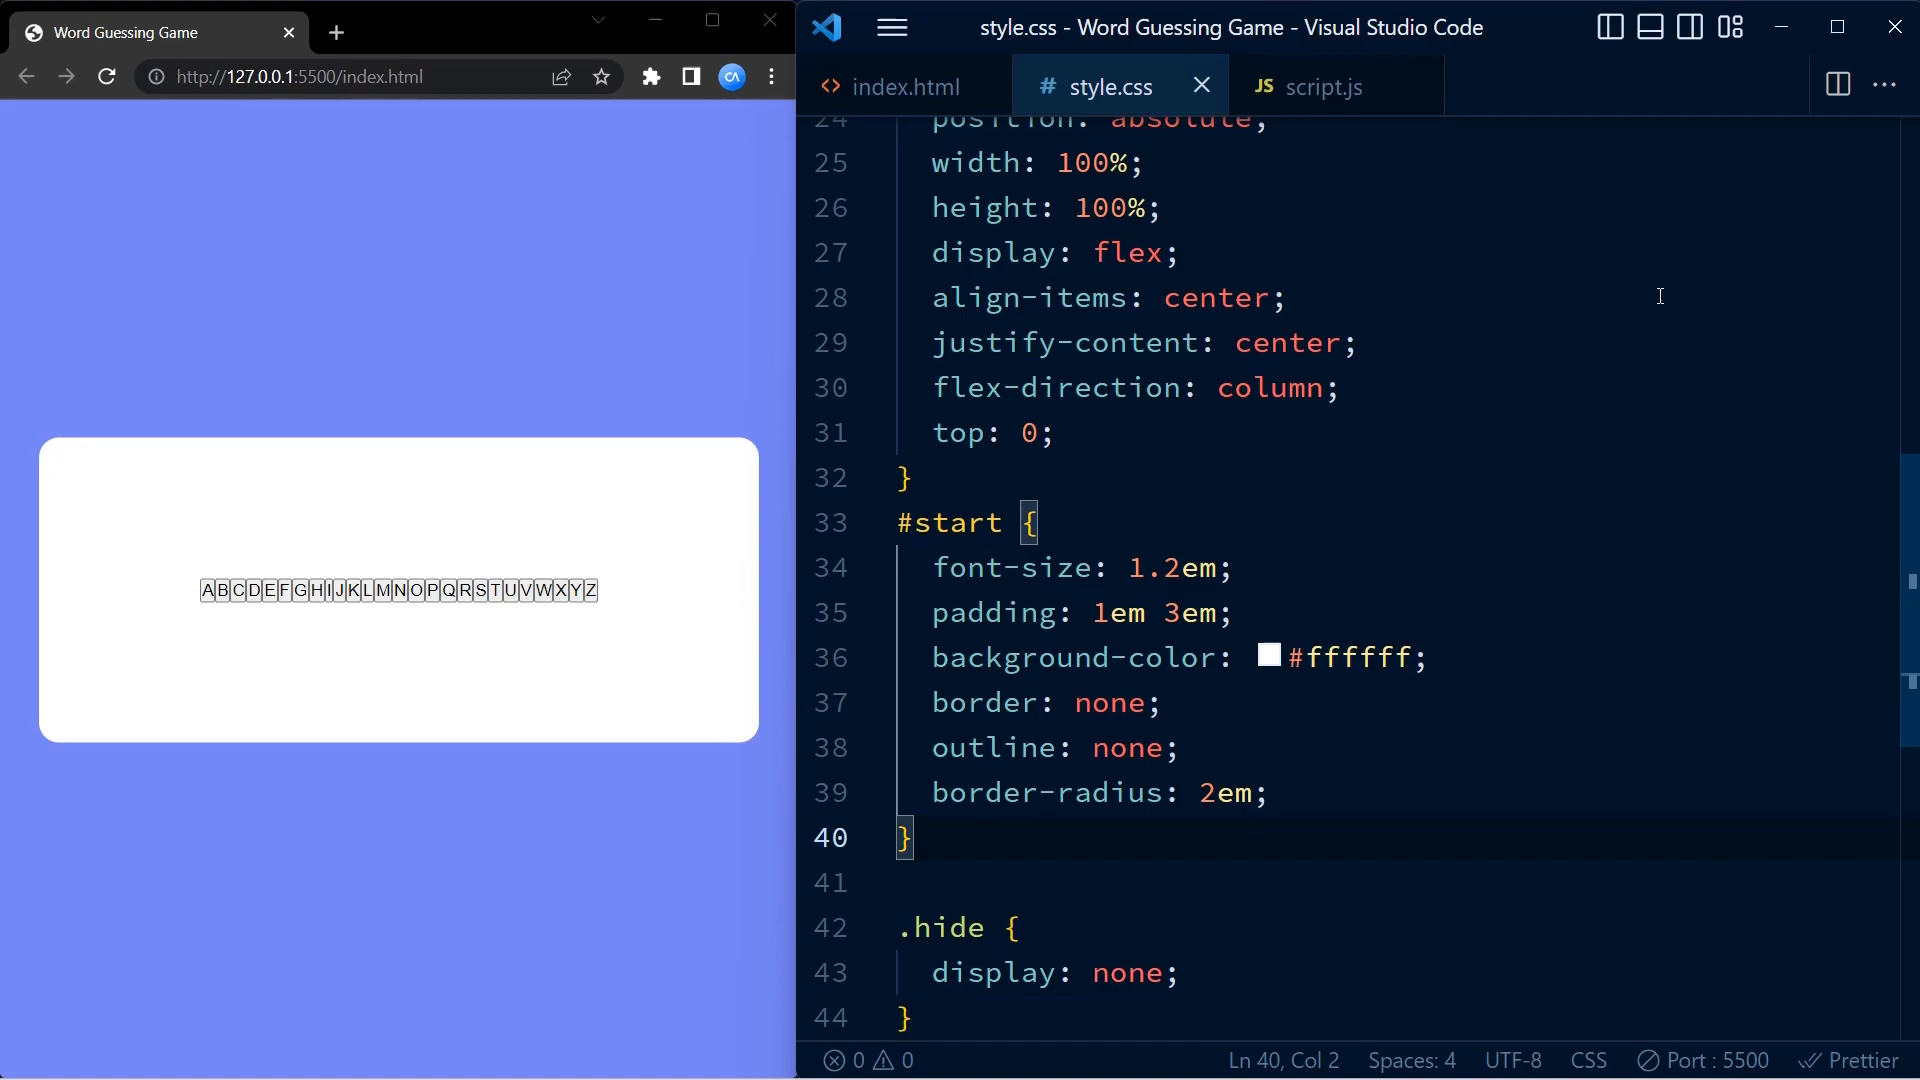 Word Guessing Game
http://127.0.0.1:5500/index.html
CA
ABCDEFGHIJKLMNOPQRSTUVWXYZ
style.css - Word Guessing Game - Visual Studio Code
<> index.html
# style.css
JS script.js
24 position: absolute;
25 width: 100%;
26 height: 100%;
27 display: flex;
28 align-items: center;
29 justify-content: center;
30 flex-direction: column;
31 top: 0;
32 }
33 #start {
34 font-size: 1.2em;
35 padding: 1em 3em;
36 background-color: #ffffff;
37 border: none;
38 outline: none;
39 border-radius: 2em;
40 }
41
42 .hide {
43 display: none;
44 }
0 0 Ln 40, Col 2 Spaces: 4 UTF-8 CSS Port : 5500 Prettier